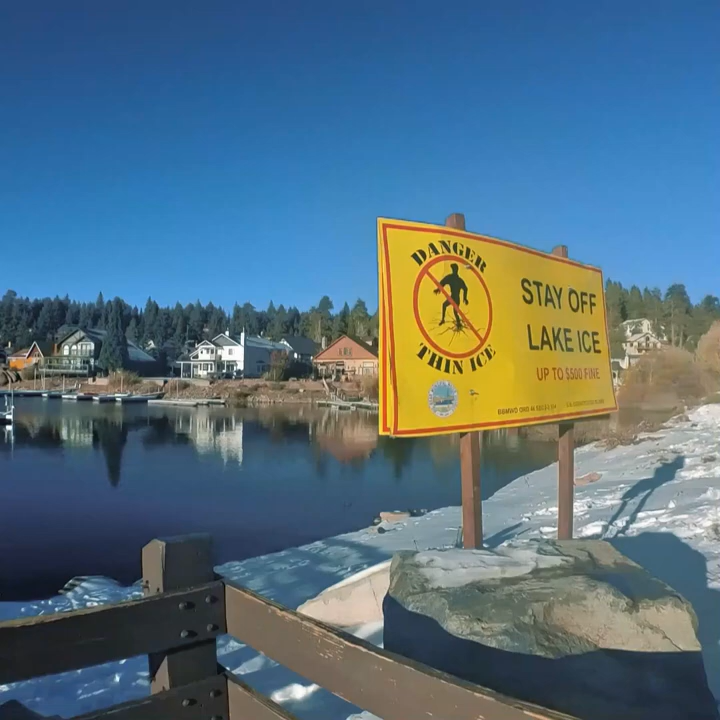 DANGER
THIN ICE
STAY OFF
LAKE ICE
UP TO $500 FINE